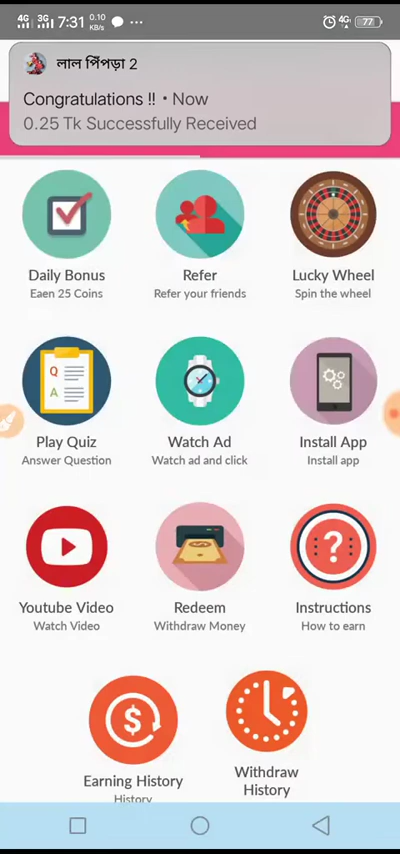 4G 3G 7:31 0.10 KB/s 4G 77
লাল পিঁপড়া 2
Congratulations !! • Now
0.25 Tk Successfully Received
Daily Bonus Refer Lucky Wheel
Eaen 25 Coins Refer your friends Spin the wheel
Q
A
Play Quiz Watch Ad Install App
Answer Question Watch ad and click Install app
Youtube Video Redeem Instructions
Watch Video Withdraw Money How to earn
Earning History
History
Withdraw
History